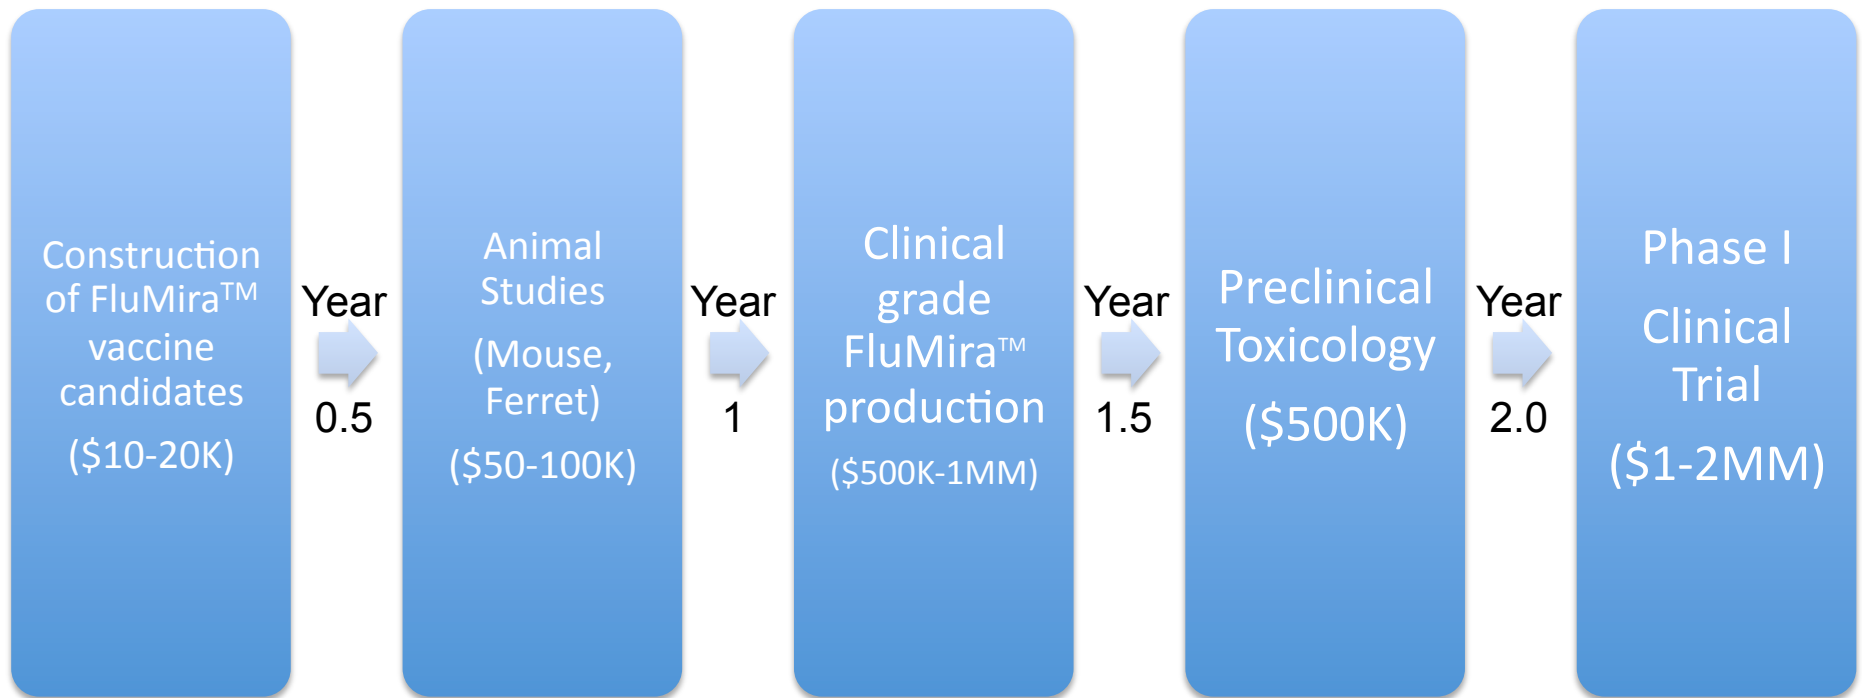 Construction
of FluMira™
vaccine
candidates
($10-20K)
Year
0.5
Animal
Studies
(Mouse,
Ferret)
($50-100K)
Year
1
Clinical
grade
FluMira™
production
($500K-1MM)
Year
1.5
Preclinical
Toxicology
($500K)
Year
2.0
Phase I
Clinical
Trial
($1-2MM)